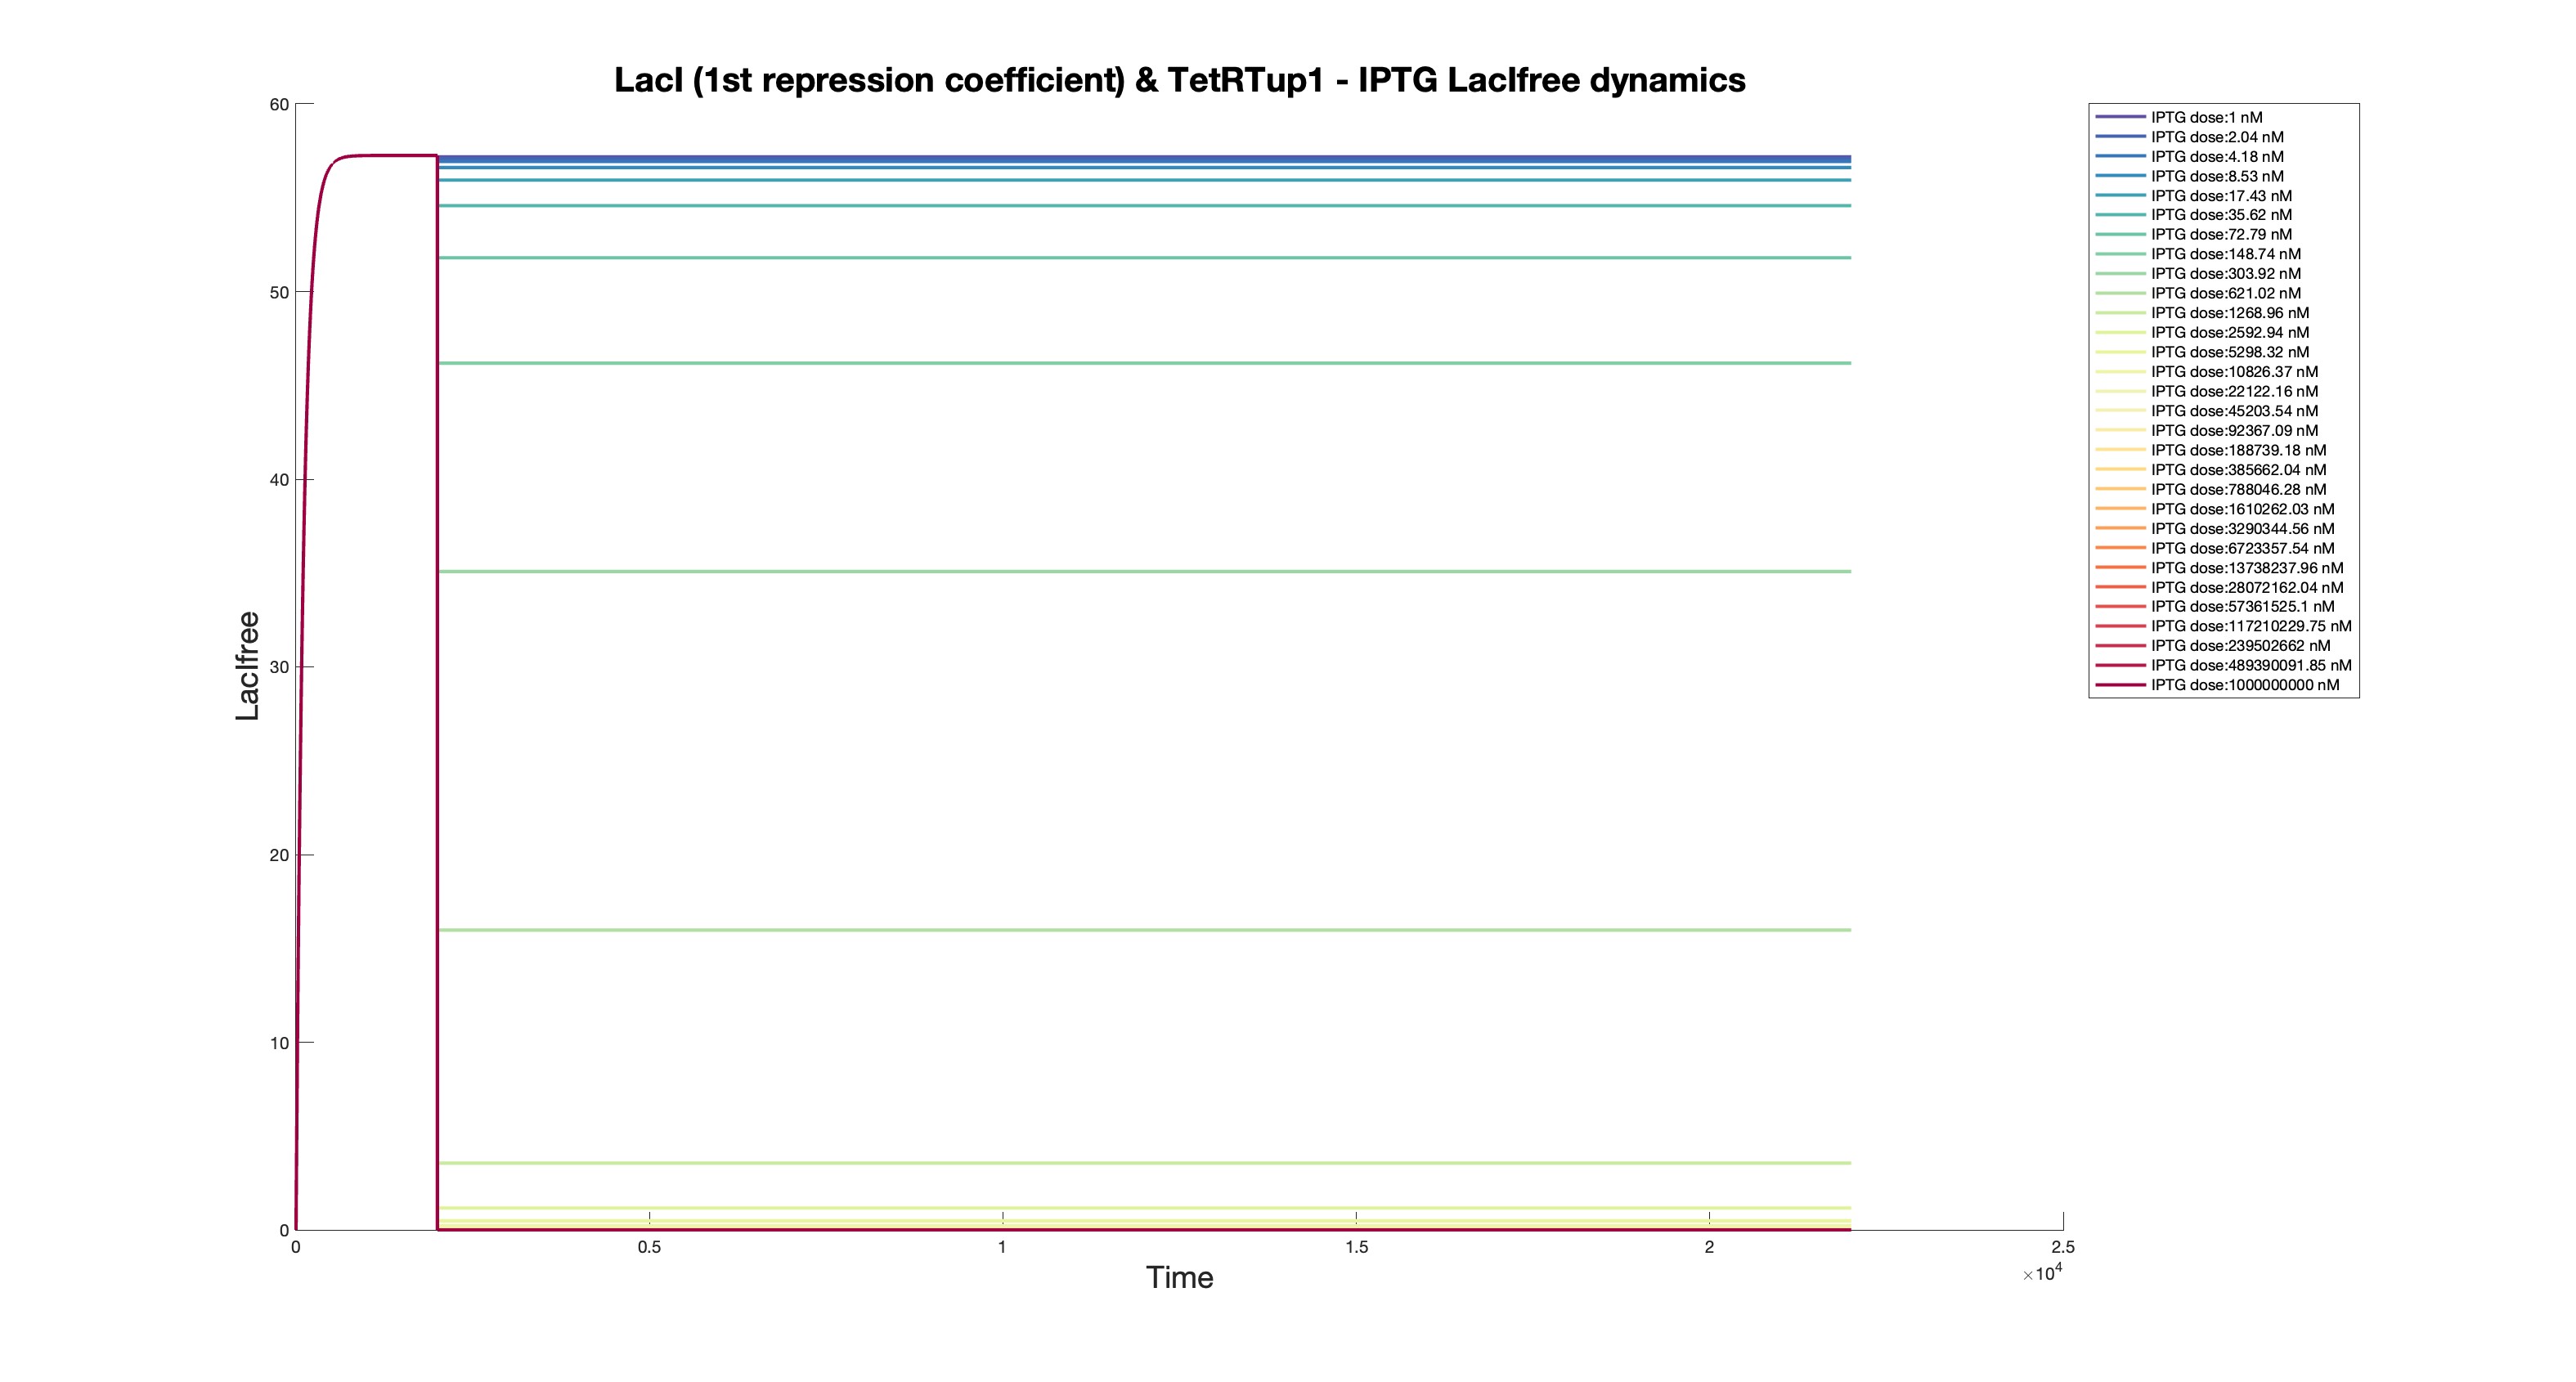 LacI (1st repression coefficient) & TetRTup1 - IPTG LacIfree dynamics
60
50
40
30
20
10
0
LacIfree
0
0.5
1
1.5
2
2.5
×10^4
Time
IPTG dose:1 nM
IPTG dose:2.04 nM
IPTG dose:4.18 nM
IPTG dose:8.53 nM
IPTG dose:17.43 nM
IPTG dose:35.62 nM
IPTG dose:72.79 nM
IPTG dose:148.74 nM
IPTG dose:303.92 nM
IPTG dose:621.02 nM
IPTG dose:1268.96 nM
IPTG dose:2592.94 nM
IPTG dose:5298.32 nM
IPTG dose:10826.37 nM
IPTG dose:22122.16 nM
IPTG dose:45203.54 nM
IPTG dose:92367.09 nM
IPTG dose:188739.18 nM
IPTG dose:385662.04 nM
IPTG dose:788046.28 nM
IPTG dose:1610262.03 nM
IPTG dose:3290344.56 nM
IPTG dose:6723357.54 nM
IPTG dose:13738237.96 nM
IPTG dose:28072162.04 nM
IPTG dose:57361525.1 nM
IPTG dose:117210229.75 nM
IPTG dose:239502662 nM
IPTG dose:489390091.85 nM
IPTG dose:1000000000 nM